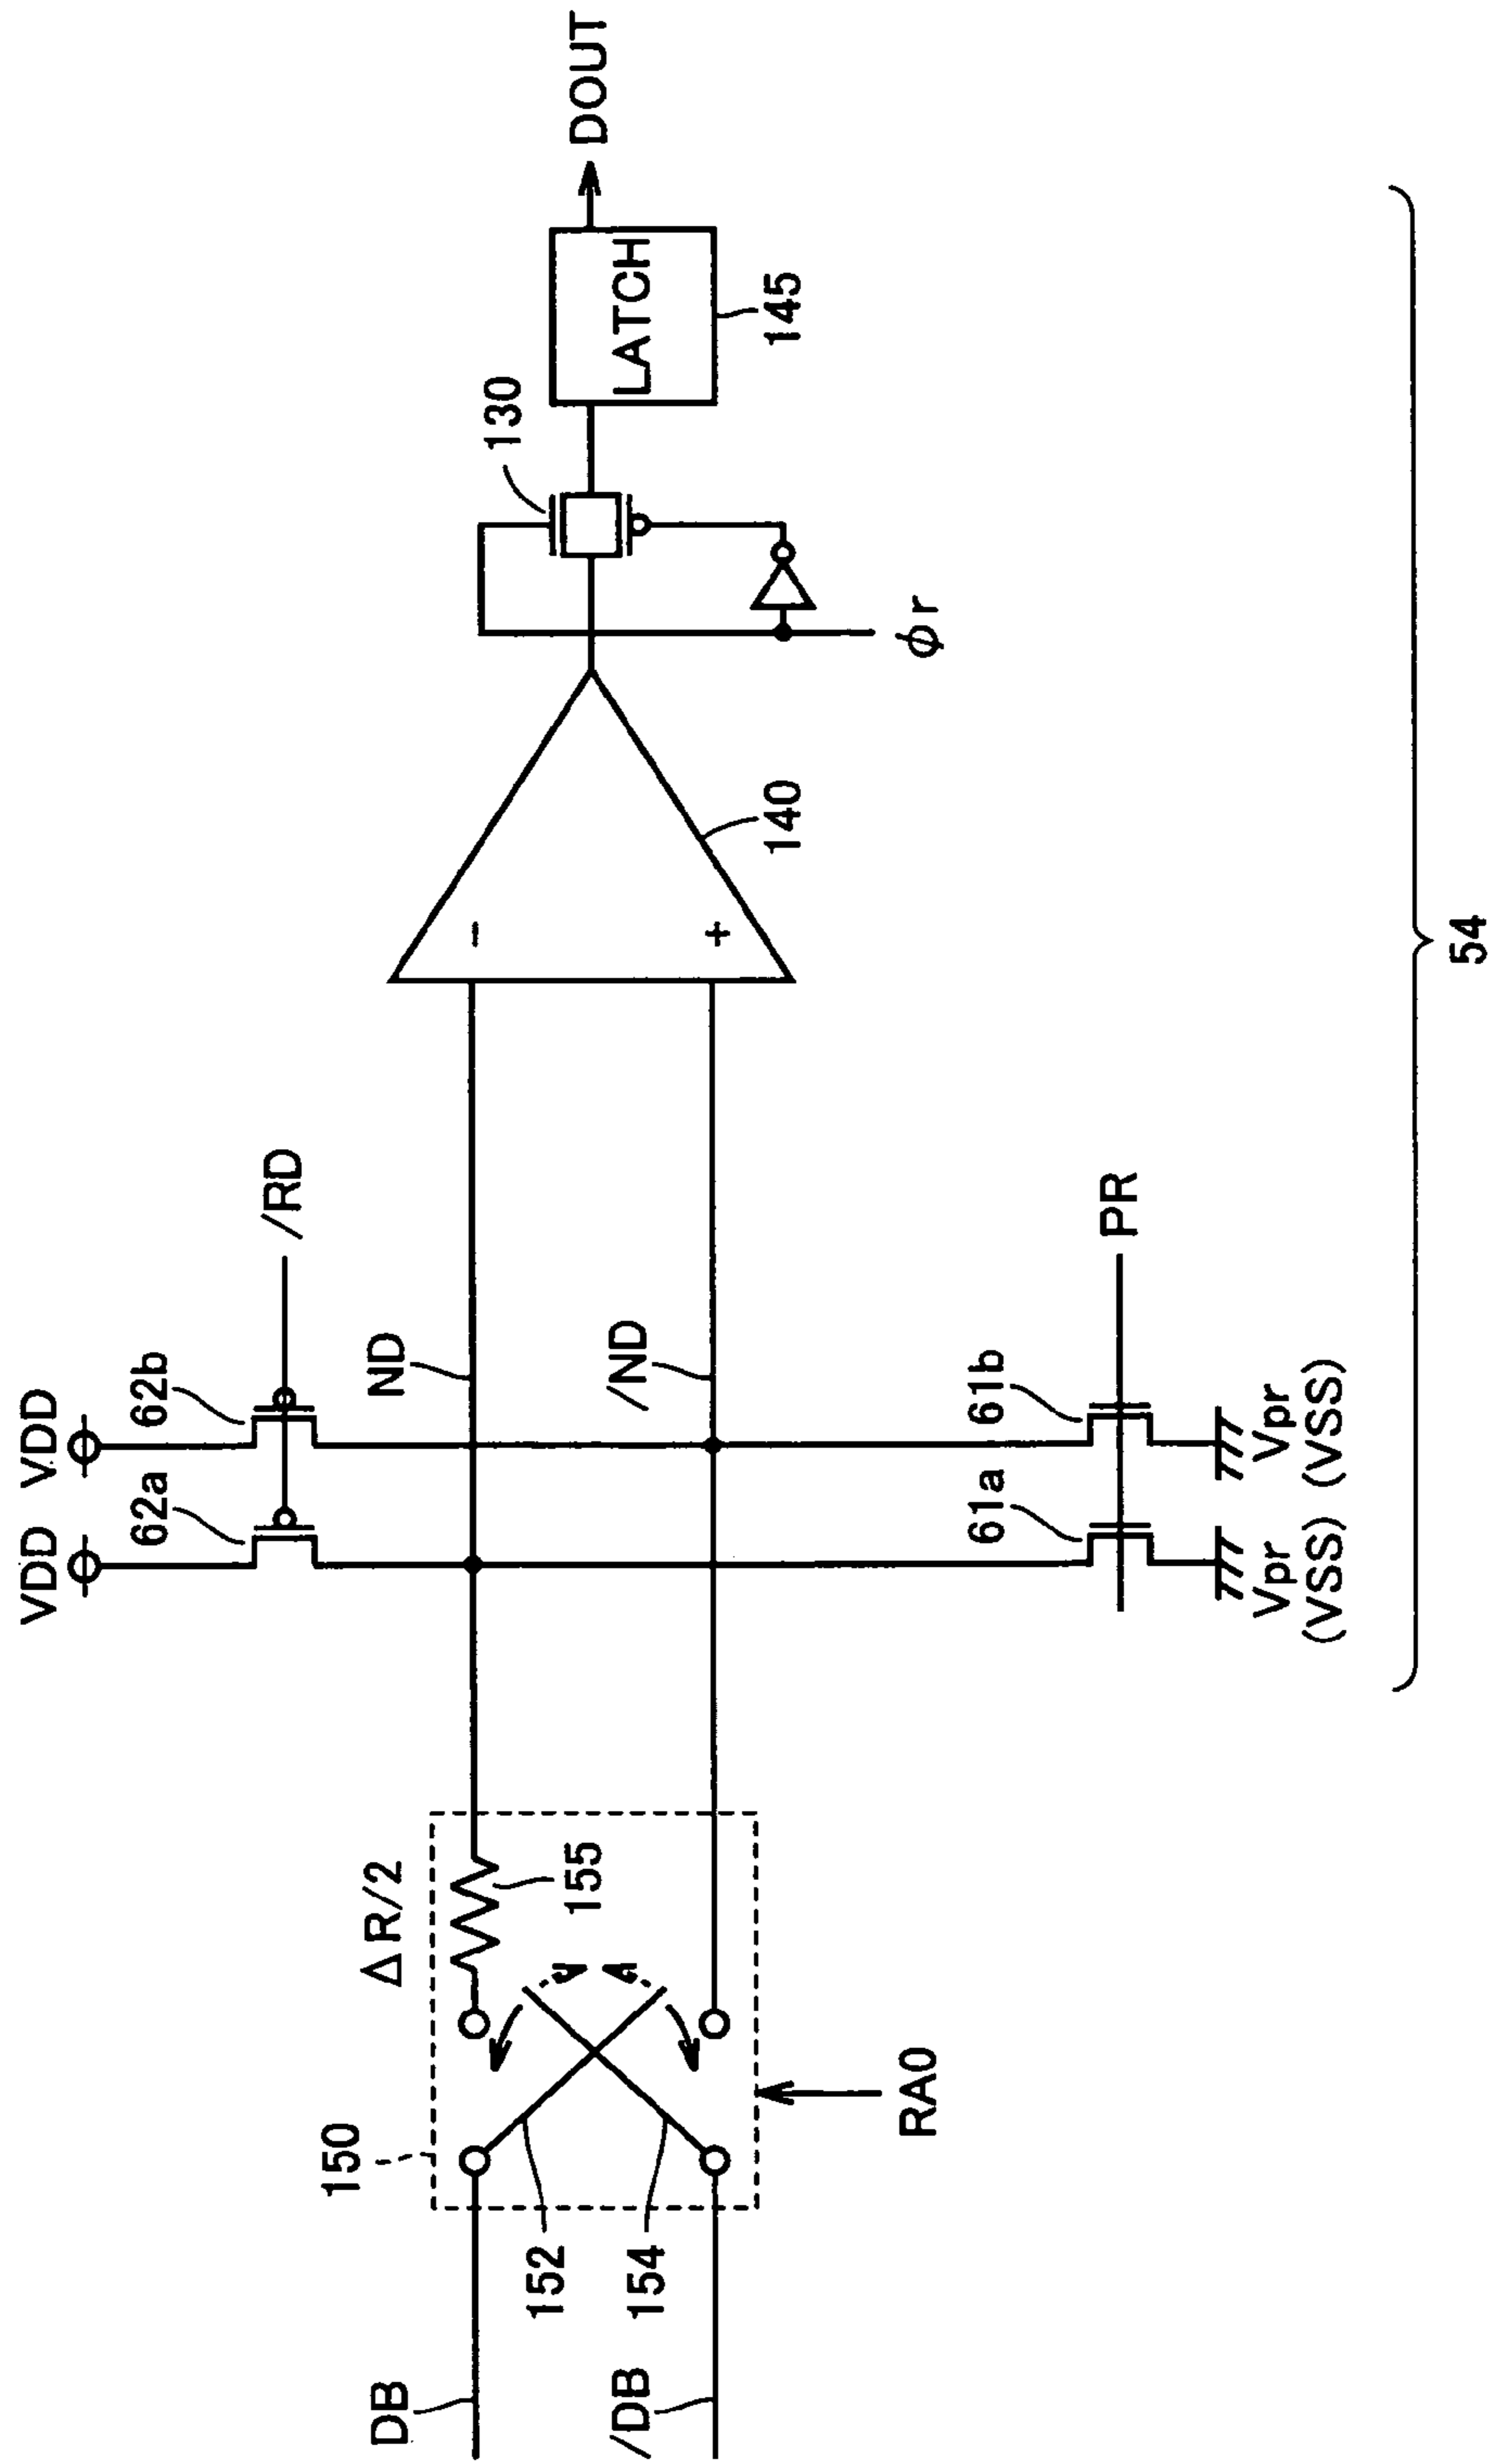 VDD
VDD
62a
62b
/RD
150
ΔR/2
ND
130
DOUT
DB
152
155
LATCH
/DB
154
/ND
140
145
RA0
φr
61a
61b
PR
Vpr
(VSS)
Vpr
(VSS)
-
+
54